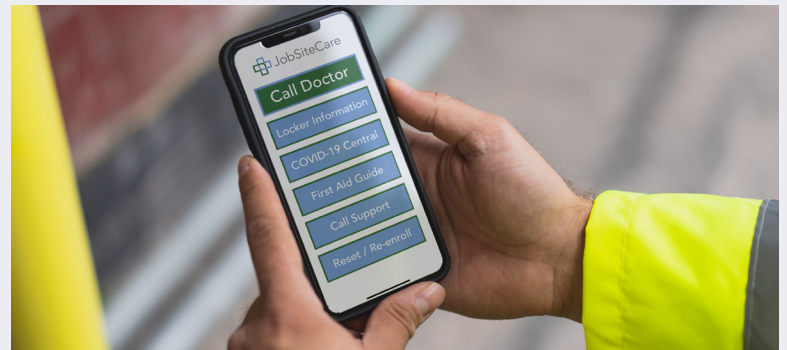 JobSiteCare
Call Doctor
Locker Information
COVID-19 Central
First Aid Guide
Call Support
Reset / Re-enroll